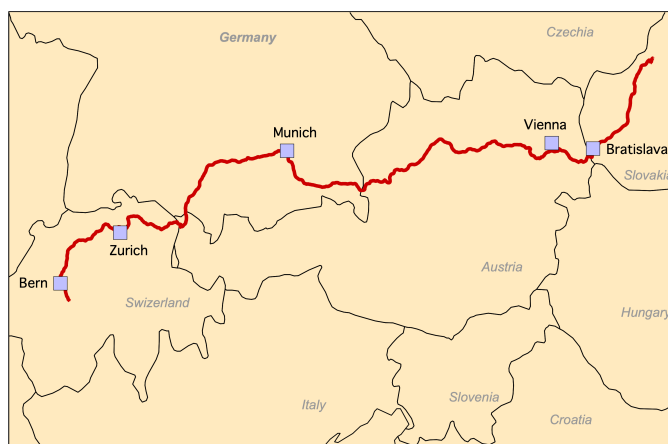 Czechia
Germany
Vienna
Munich
Bratislava
Slovakia
Zurich
Austria
Bern
Swizerland
Hungary
Slovenia
Italy
Croatia